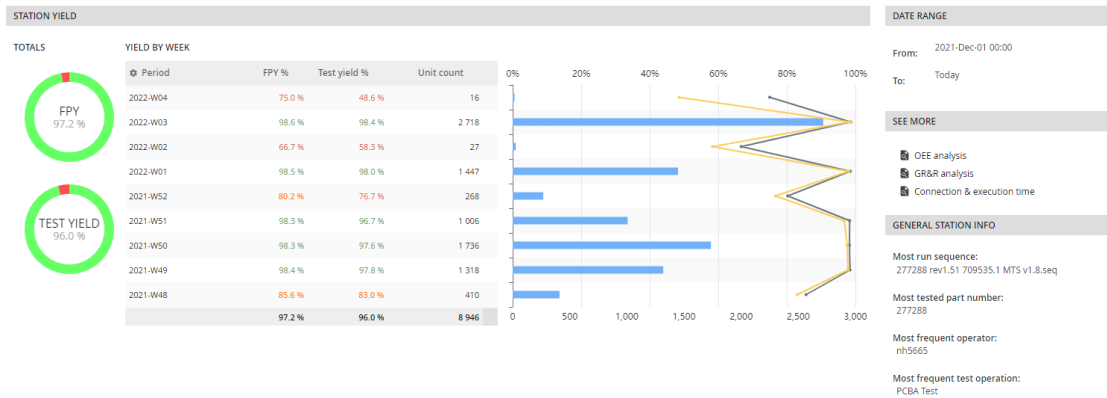 STATION YIELD
TOTALS
FPY
97.2 %
TEST YIELD
96.0 %
YIELD BY WEEK
Period FPY % Test yield % Unit count
2022-W04 75.0 % 48.6 % 16
2022-W03 98.6 % 98.4 % 2 718
2022-W02 66.7 % 58.3 % 27
2022-W01 98.5 % 98.0 % 1 447
2021-W52 80.2 % 76.7 % 268
2021-W51 98.3 % 96.7 % 1 006
2021-W50 98.3 % 97.6 % 1 736
2021-W49 98.4 % 97.8 % 1 318
2021-W48 85.6 % 83.0 % 410
97.2 % 96.0 % 8 946
0% 20% 40% 60% 80% 100%
0 500 1,000 1,500 2,000 2,500 3,000
DATE RANGE
From: 2021-Dec-01 00:00
To: Today
SEE MORE
OEE analysis
GR&R analysis
Connection & execution time
GENERAL STATION INFO
Most run sequence:
277288 rev1.51 709535.1 MTS v1.8.seq
Most tested part number:
277288
Most frequent operator:
nh5665
Most frequent test operation:
PCBA Test